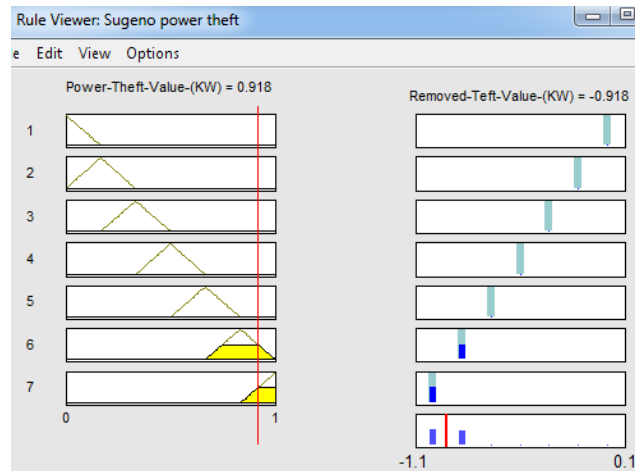 Rule Viewer: Sugeno power theft
e Edit View Options
Power-Theft-Value-(KW) = 0.918
Removed-Teft-Value-(KW) = -0.918
1
2
3
4
5
6
7
0 1
-1.1 0.1